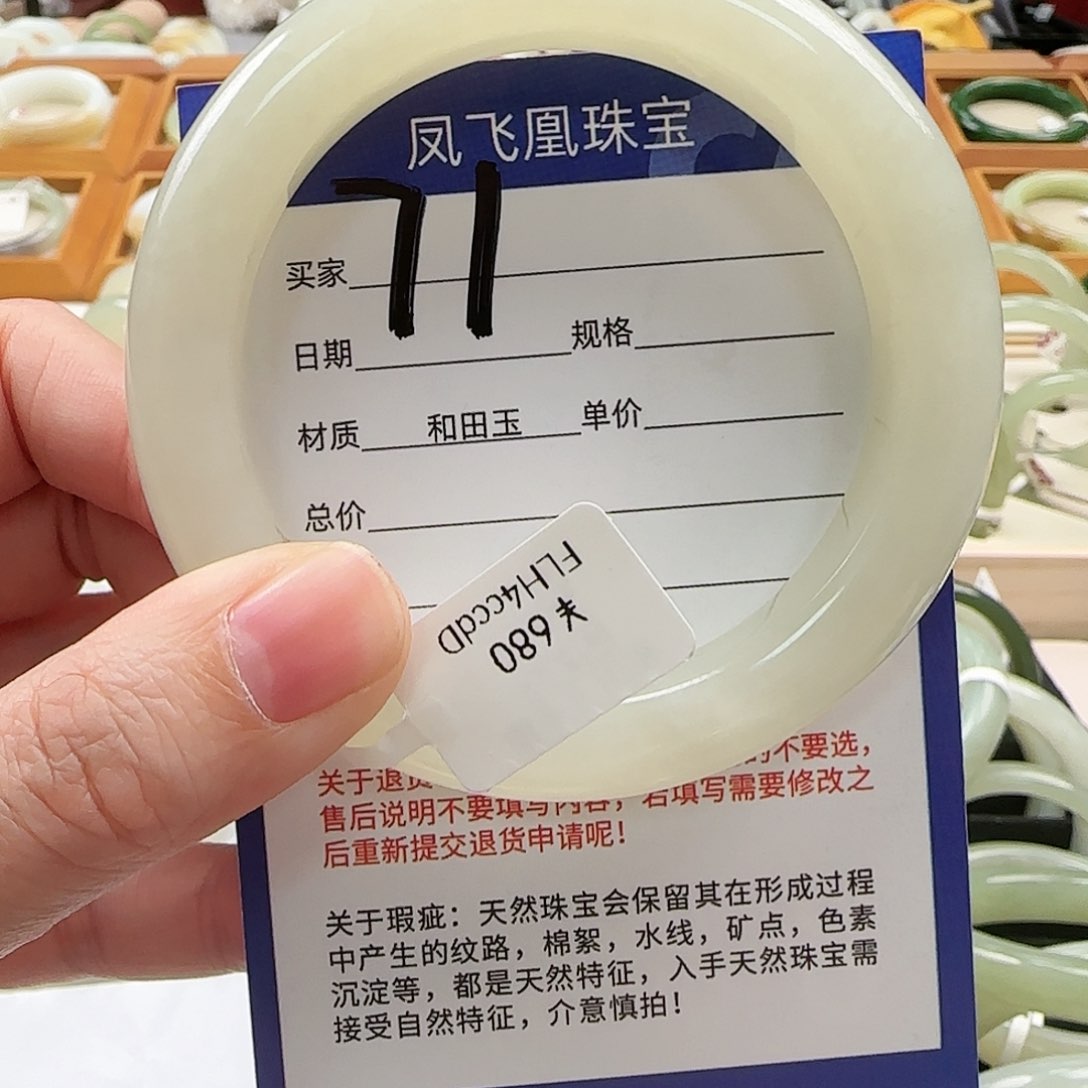 凤飞凰珠宝
71
买家
日期 规格
材质 和田玉 单价
总价
FLH4ccdD
夫680
关于退货 的不要选，
售后说明不要填写内容，若填写需要修改之
后重新提交退货申请呢！
关于瑕疵：天然珠宝会保留其在形成过程
中产生的纹路，棉絮，水线，矿点，色素
沉淀等，都是天然特征，入手天然珠宝需
接受自然特征，介意慎拍！